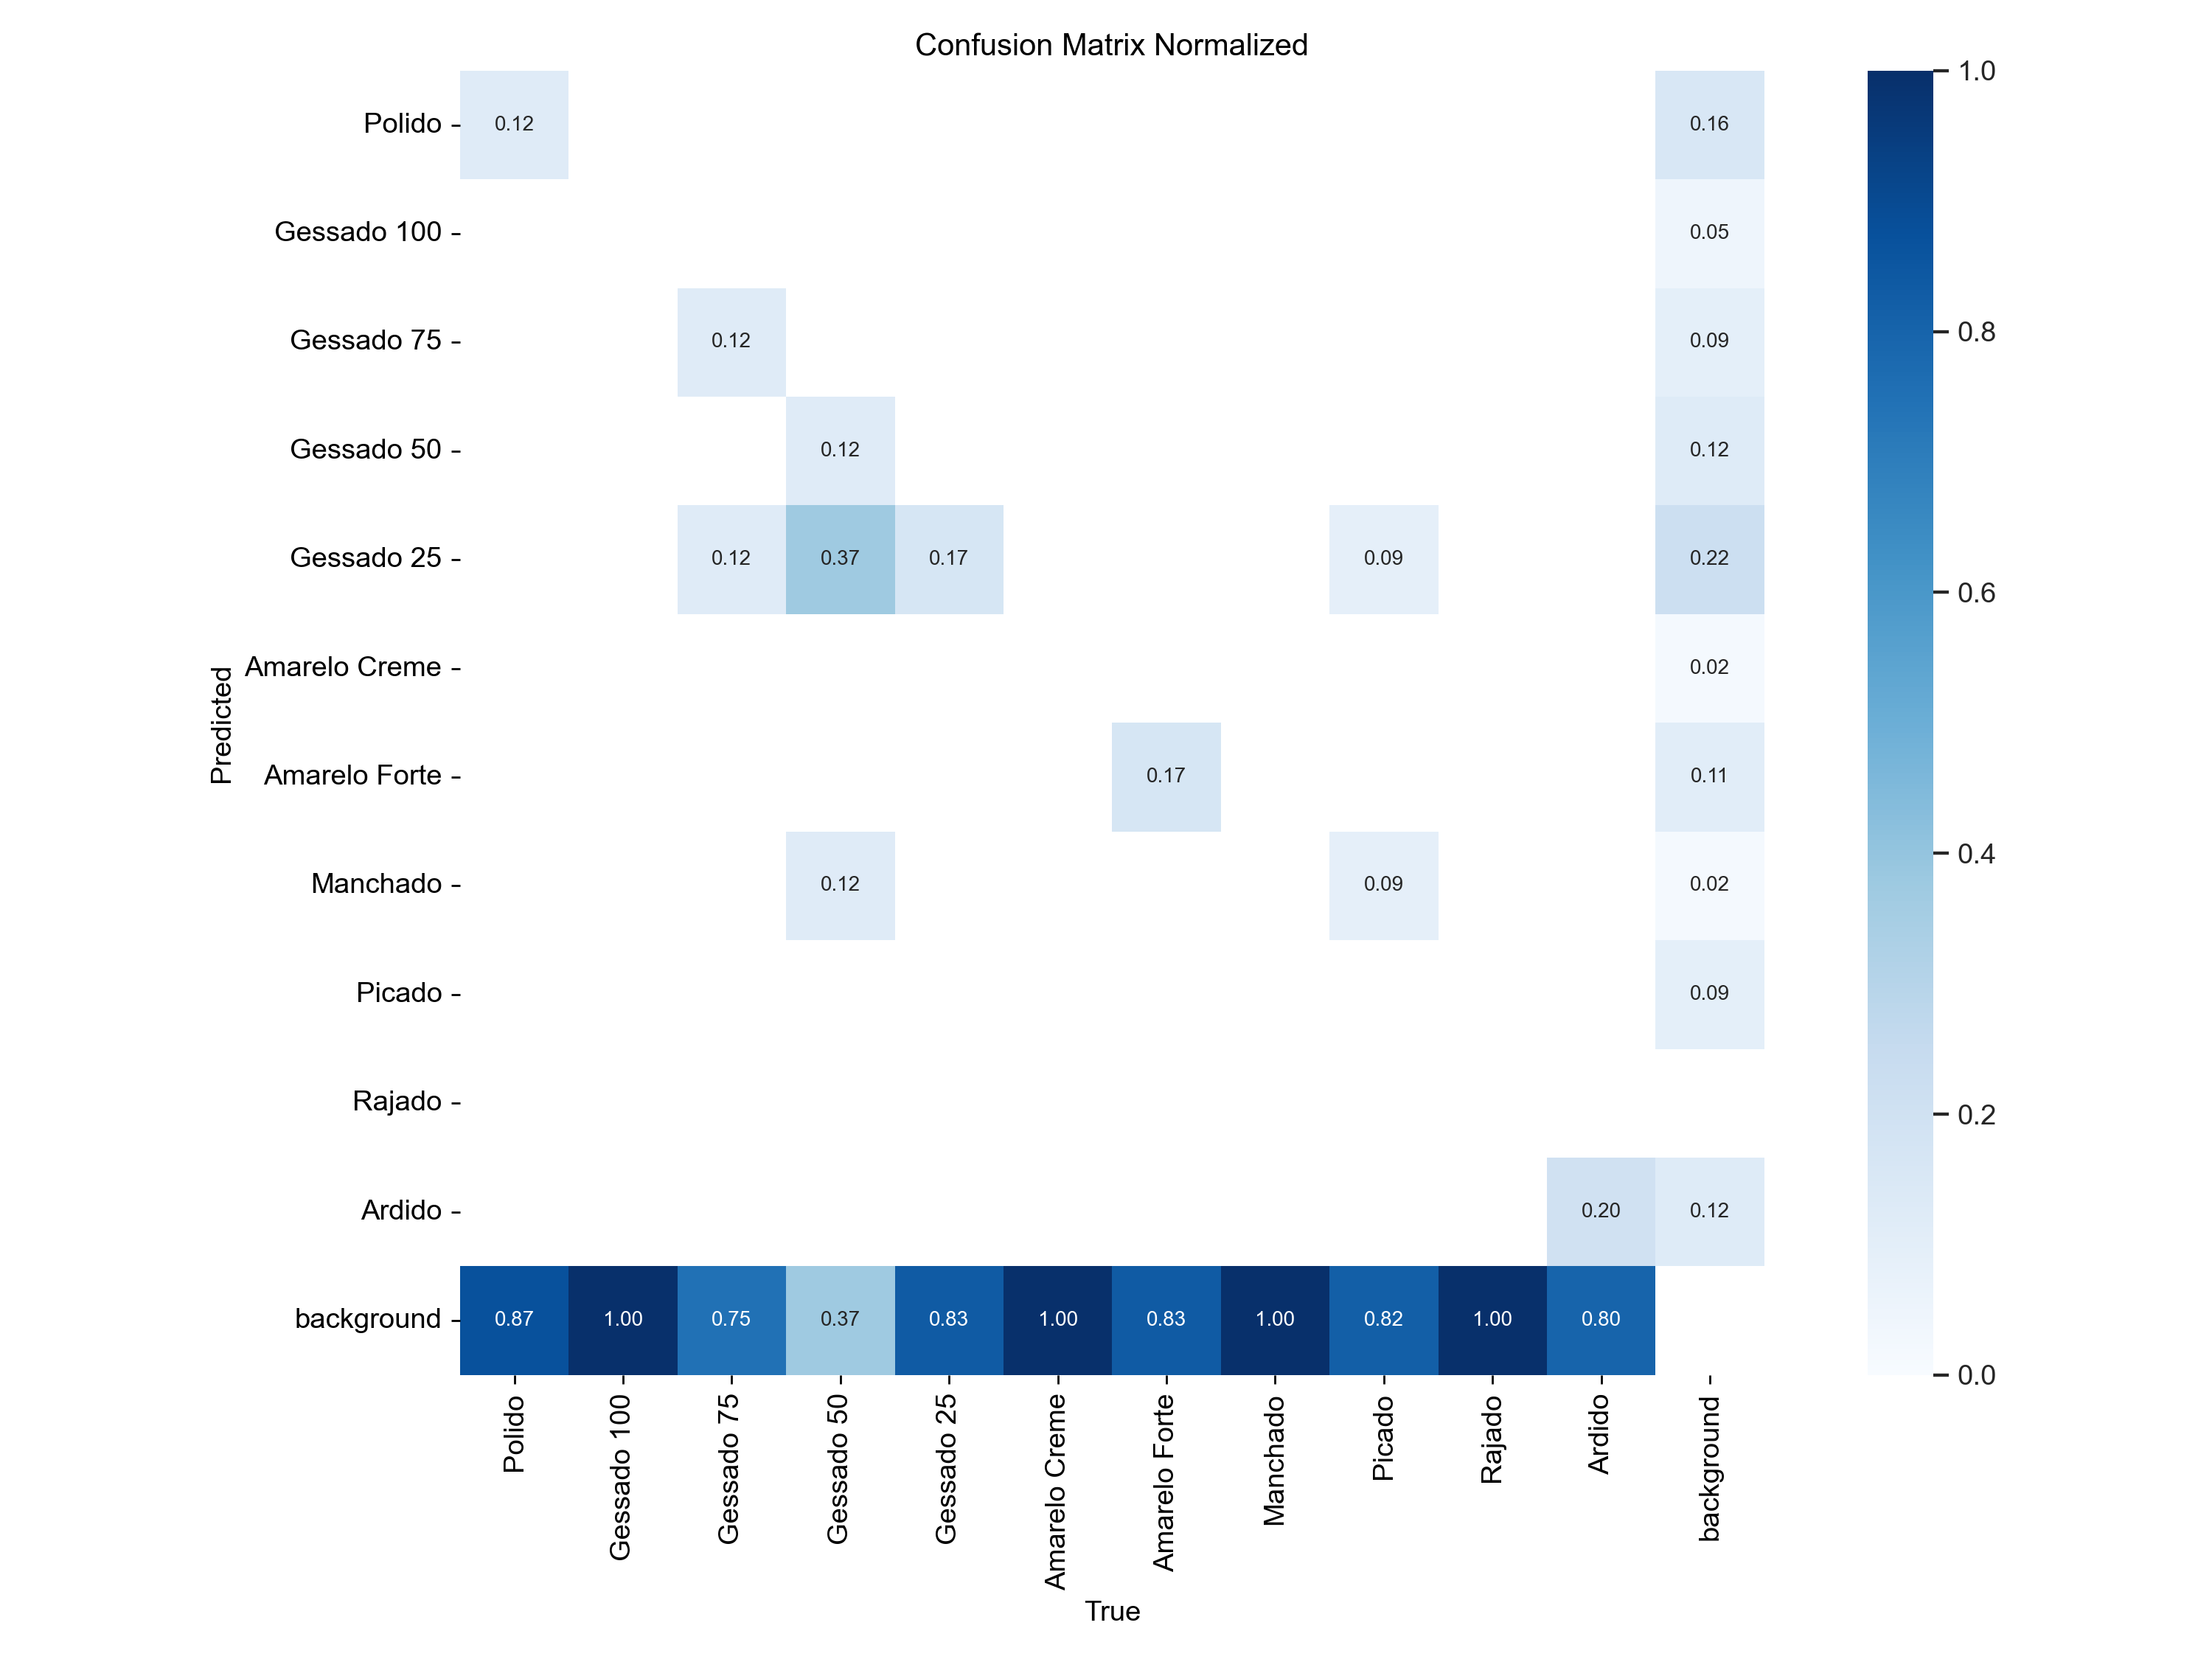 Confusion Matrix Normalized
Predicted
Polido 0.12 0.16
Gessado 100 0.05
Gessado 75 0.12 0.09
Gessado 50 0.12 0.12
Gessado 25 0.12 0.37 0.17 0.09 0.22
Amarelo Creme 0.02
Amarelo Forte 0.17 0.11
Manchado 0.12 0.09 0.02
Picado 0.09
Rajado
Ardido 0.20 0.12
background 0.87 1.00 0.75 0.37 0.83 1.00 0.83 1.00 0.82 1.00 0.80
Polido
Gessado 100
Gessado 75
Gessado 50
Gessado 25
Amarelo Creme
Amarelo Forte
Manchado
Picado
Rajado
Ardido
background
True
1.0
0.8
0.6
0.4
0.2
0.0